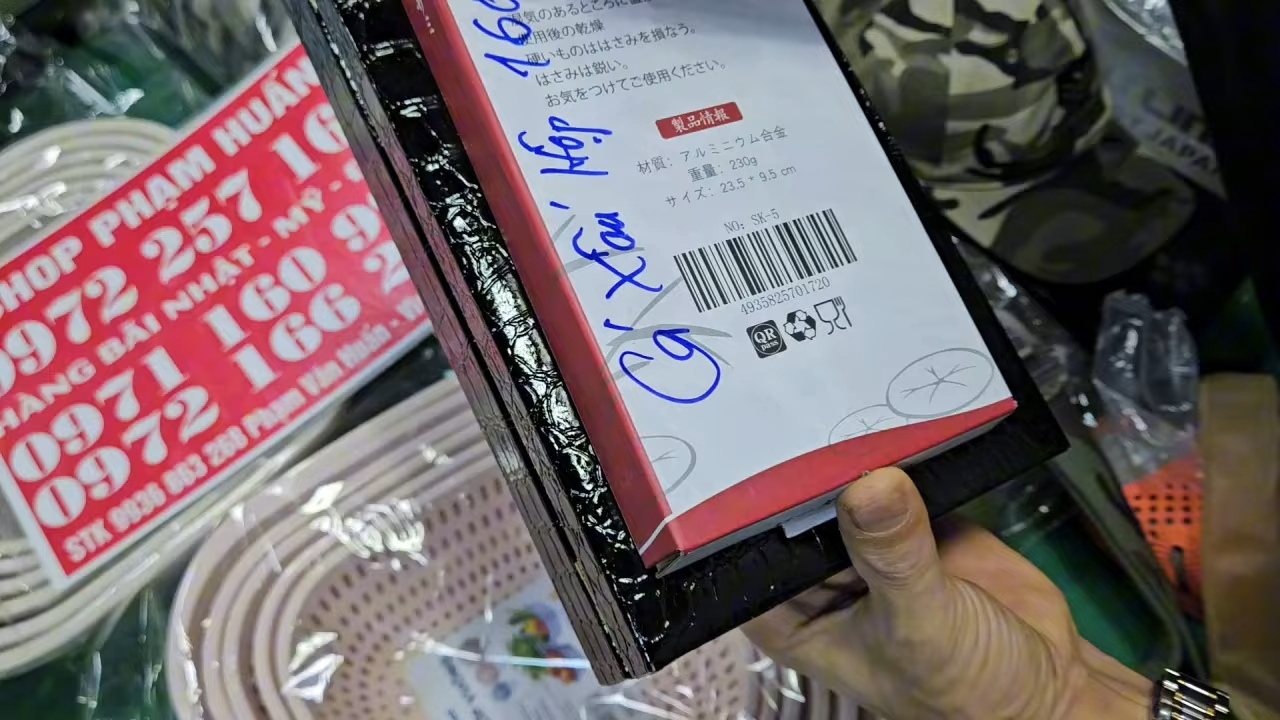 湿気のあるところに
使用後の乾燥
硬いものははさみを損なう。
はさみは鋭い。
お気をつけてご使用ください。
製品情報
材質: アルミニウム合金
重量: 230g
サイズ: 23.5 * 9.5 cm
NO: SK-5
4935825701720
QR
pass
SHOP PHẠM HUẤN
0972 257 16
HÀNG BÃI NHẬT - MỸ -
0971 160 9
0972 166 2
STK 0936 803 268 Phạm Văn Huấn -
JAPA